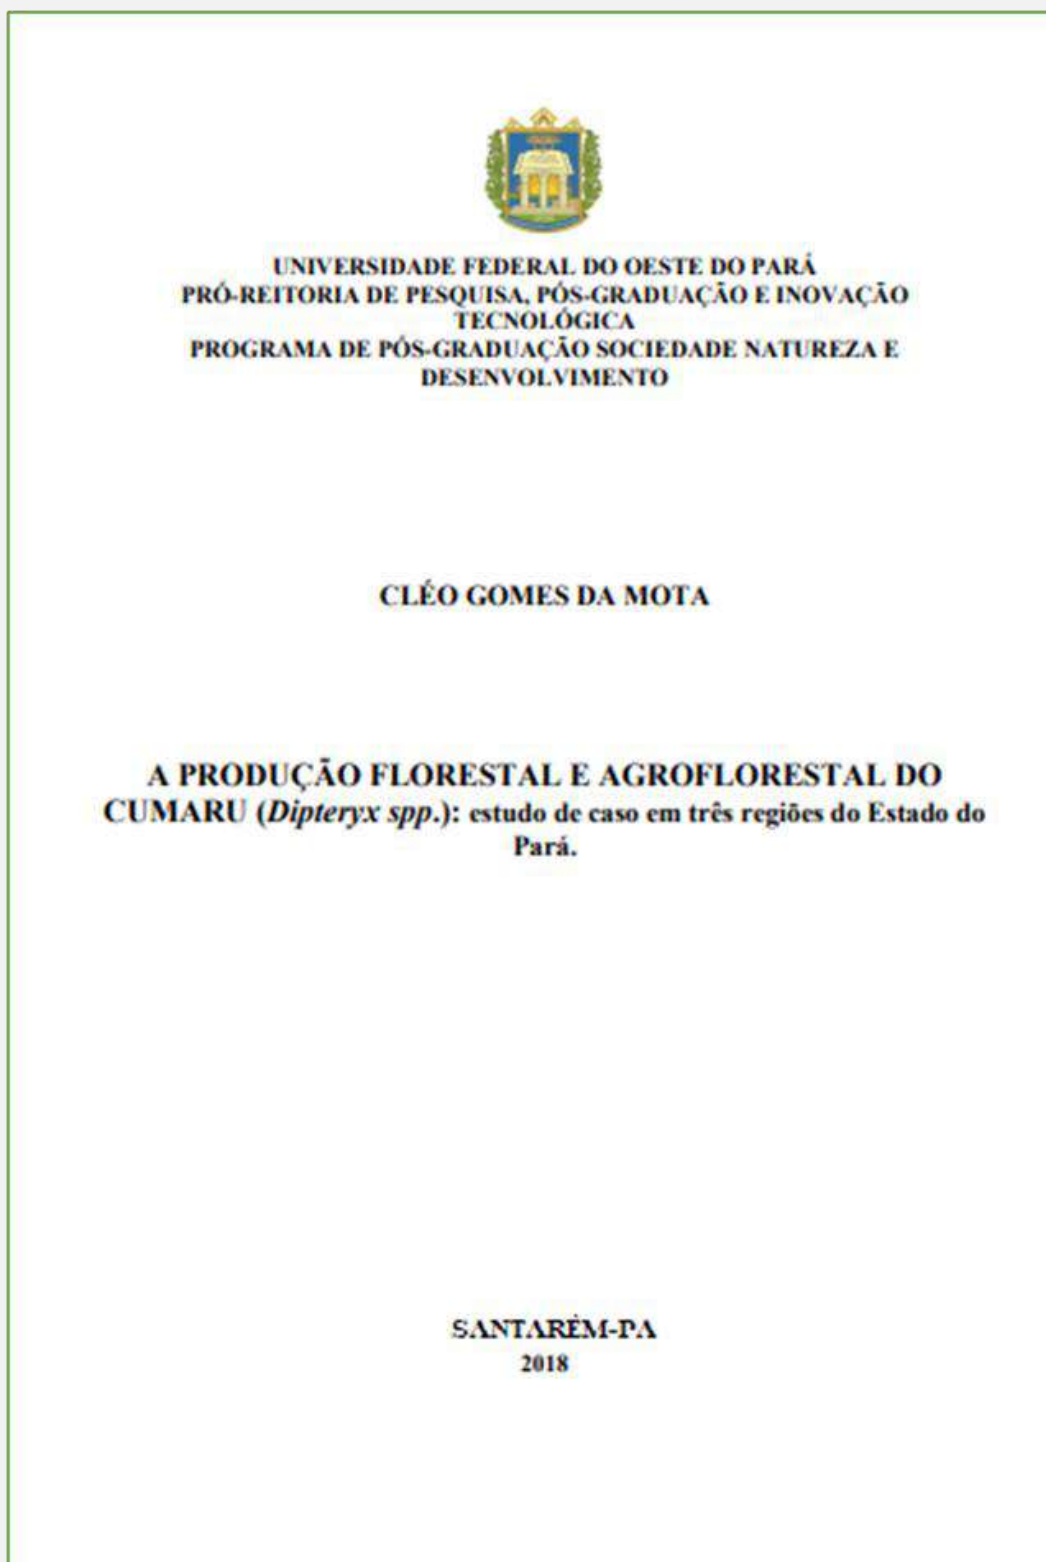 UNIVERSIDADE FEDERAL DO OESTE DO PARÁ
PRÓ-REITORIA DE PESQUISA, PÓS-GRADUAÇÃO E INOVAÇÃO
TECNOLÓGICA
PROGRAMA DE PÓS-GRADUAÇÃO SOCIEDADE NATUREZA E
DESENVOLVIMENTO
CLÉO GOMES DA MOTA
A PRODUÇÃO FLORESTAL E AGROFLORESTAL DO
CUMARU (Dipteryx spp.): estudo de caso em três regiões do Estado do
Pará.
SANTARÉM-PA
2018